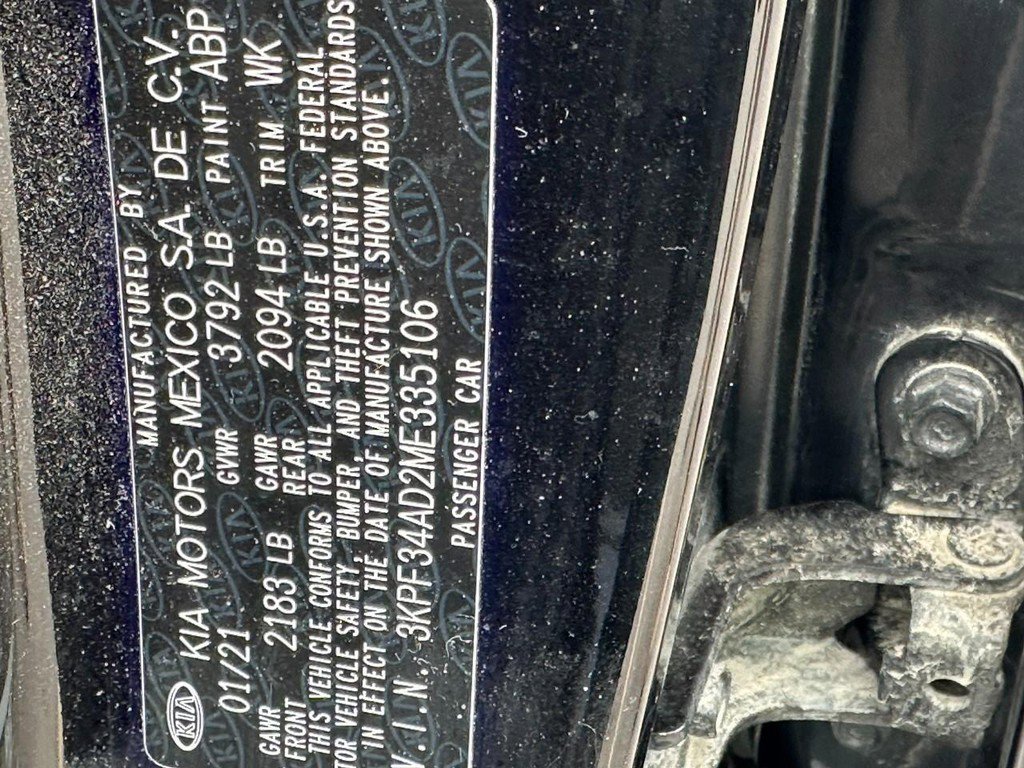 MANUFACTURED BY
KIA KIA MOTORS MEXICO S.A. DE C.V.
01/21 GVWR 3792 LB PAINT ABP
GAWR FRONT 2183 LB GAWR REAR 2094 LB TRIM WK
THIS VEHICLE CONFORMS TO ALL APPLICABLE U.S.A. FEDERAL
TOR VEHICLE SAFETY, BUMPER, AND THEFT PREVENTION STANDARDS
IN EFFECT ON THE DATE OF MANUFACTURE SHOWN ABOVE.
V.I.N. 3KPF34AD2ME335106
PASSENGER CAR